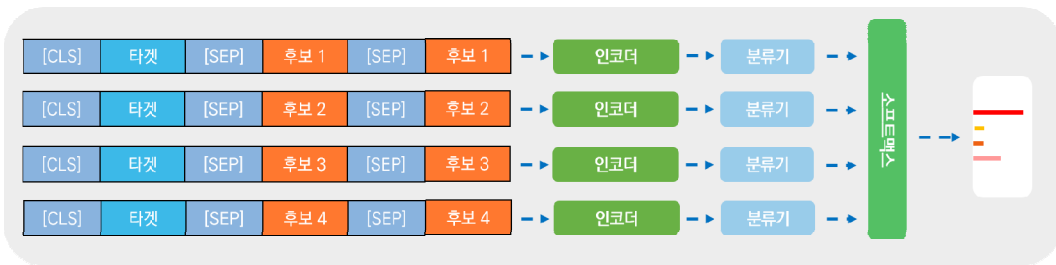 [CLS] 타겟 [SEP] 후보 1 [SEP] 후보 1 인코더 분류기
[CLS] 타겟 [SEP] 후보 2 [SEP] 후보 2 인코더 분류기
[CLS] 타겟 [SEP] 후보 3 [SEP] 후보 3 인코더 분류기
[CLS] 타겟 [SEP] 후보 4 [SEP] 후보 4 인코더 분류기
소프트맥스